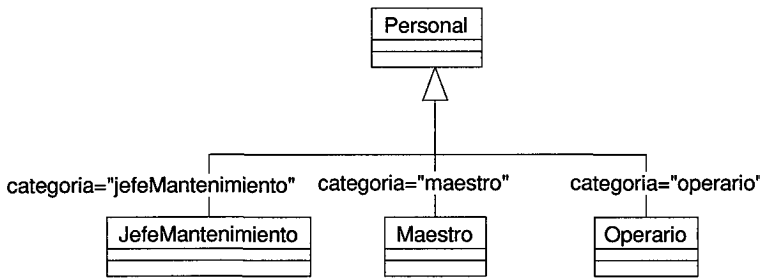 Personal
categoria="jefeMantenimiento" categoria="maestro" categoria="operario"
JefeMantenimiento Maestro Operario